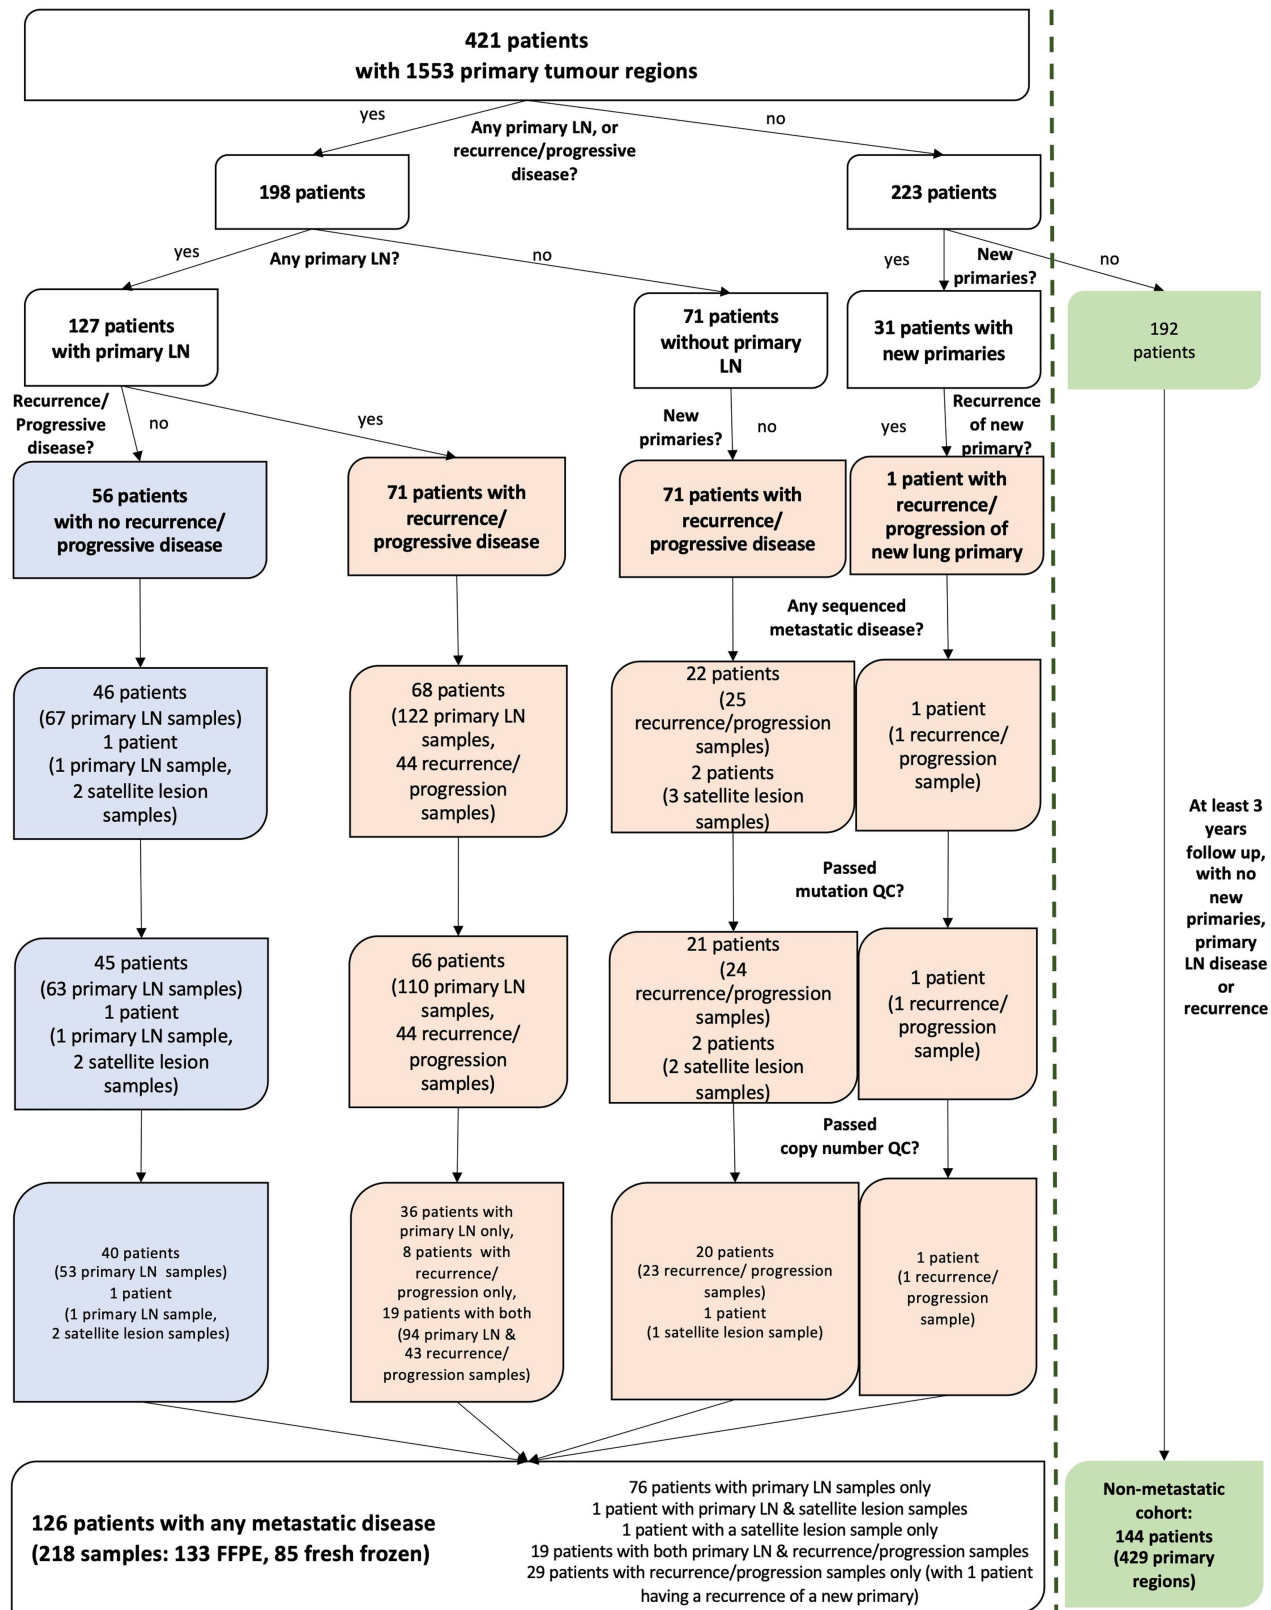 421 patients
with 1553 primary tumour regions
yes
Any primary LN, or
recurrence/progressive
disease?
no
198 patients
223 patients
yes
Any primary LN?
no
yes
New
primaries?
no
127 patients
with primary LN
71 patients
without primary
LN
31 patients with
new primaries
192
patients
Recurrence/
Progressive
disease?
no
yes
New
primaries?
no
yes
Recurrence
of new
primary?
56 patients
with no recurrence/
progressive disease
71 patients with
recurrence/
progressive disease
71 patients with
recurrence/
progressive disease
1 patient with
recurrence/
progression of
new lung primary
Any sequenced
metastatic disease?
46 patients
(67 primary LN samples)
1 patient
(1 primary LN sample,
2 satellite lesion
samples)
68 patients
(122 primary LN
samples,
44 recurrence/
progression
samples)
22 patients
(25
recurrence/progression
samples)
2 patients
(3 satellite lesion
samples)
1 patient
(1 recurrence/
progression
sample)
At least 3
years
follow up,
with no
new
primaries,
primary
LN disease
or
recurrence
Passed
mutation QC?
45 patients
(63 primary LN samples)
1 patient
(1 primary LN sample,
2 satellite lesion
samples)
66 patients
(110 primary LN
samples,
44 recurrence/
progression
samples)
21 patients
(24
recurrence/progression
samples)
2 patients
(2 satellite lesion
samples)
1 patient
(1 recurrence/
progression
sample)
Passed
copy number QC?
40 patients
(53 primary LN samples)
1 patient
(1 primary LN sample,
2 satellite lesion samples)
36 patients with
primary LN only,
8 patients with
recurrence/
progression only,
19 patients with both
(94 primary LN &
43 recurrence/
progression samples)
20 patients
(23 recurrence/ progression
samples)
1 patient
(1 satellite lesion sample)
1 patient
(1 recurrence/
progression
sample)
126 patients with any metastatic disease
(218 samples: 133 FFPE, 85 fresh frozen)
76 patients with primary LN samples only
1 patient with primary LN & satellite lesion samples
1 patient with a satellite lesion sample only
19 patients with both primary LN & recurrence/progression samples
29 patients with recurrence/progression samples only (with 1 patient
having a recurrence of a new primary)
Non-metastatic
cohort:
144 patients
(429 primary
regions)